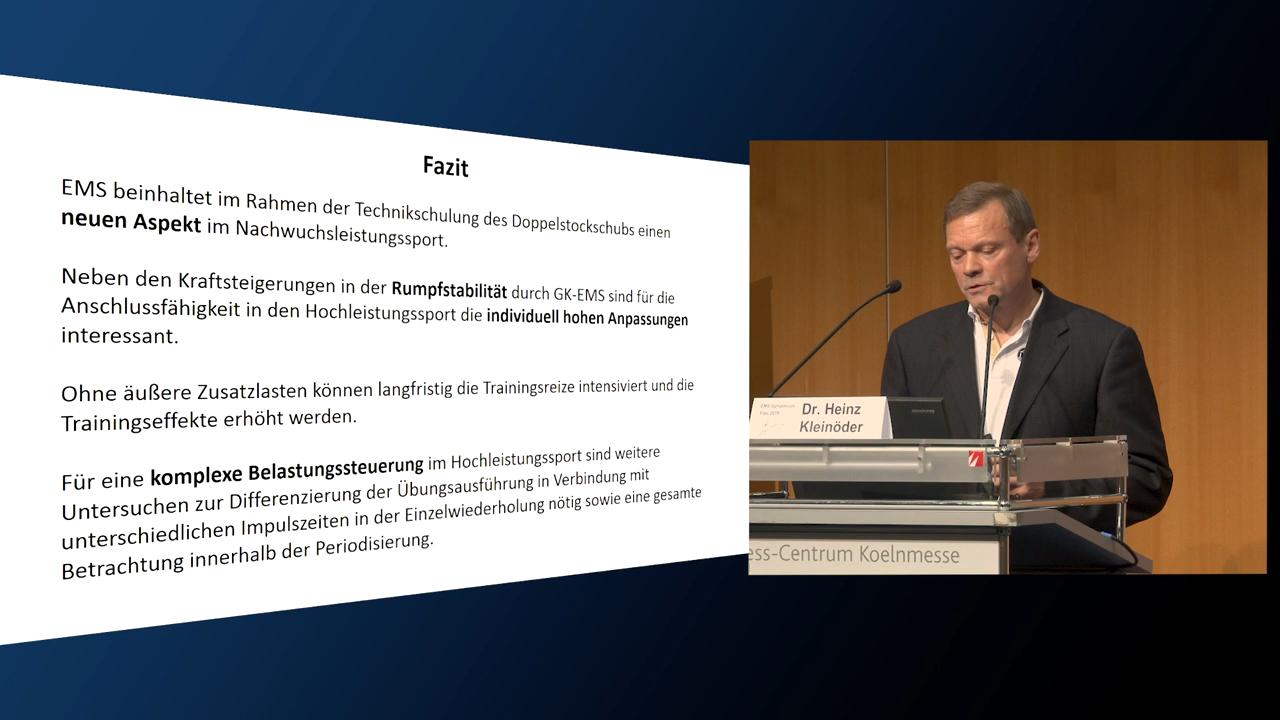 Fazit
EMS beinhaltet im Rahmen der Technikschulung des Doppelstockschubs einen
neuen Aspekt im Nachwuchsleistungssport.
Neben den Kraftsteigerungen in der Rumpfstabilität durch GK-EMS sind für die
Anschlussfähigkeit in den Hochleistungssport die individuell hohen Anpassungen
interessant.
Ohne äußere Zusatzlasten können langfristig die Trainingsreize intensiviert und die
Trainingseffekte erhöht werden.
Für eine komplexe Belastungssteuerung im Hochleistungssport sind weitere
Untersuchen zur Differenzierung der Übungsausführung in Verbindung mit
unterschiedlichen Impulszeiten in der Einzelwiederholung nötig sowie eine gesamte
Betrachtung innerhalb der Periodisierung.
Dr. Heinz
Kleinöder
ess-Centrum Koelnmesse